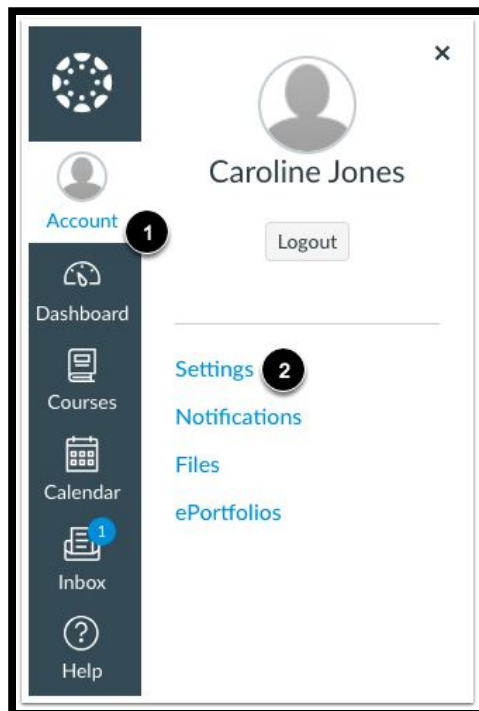 ×
Caroline Jones
Account
1
Logout
Dashboard
Settings
2
Courses
Notifications
Files
Calendar
ePortfolios
1
Inbox
?
Help